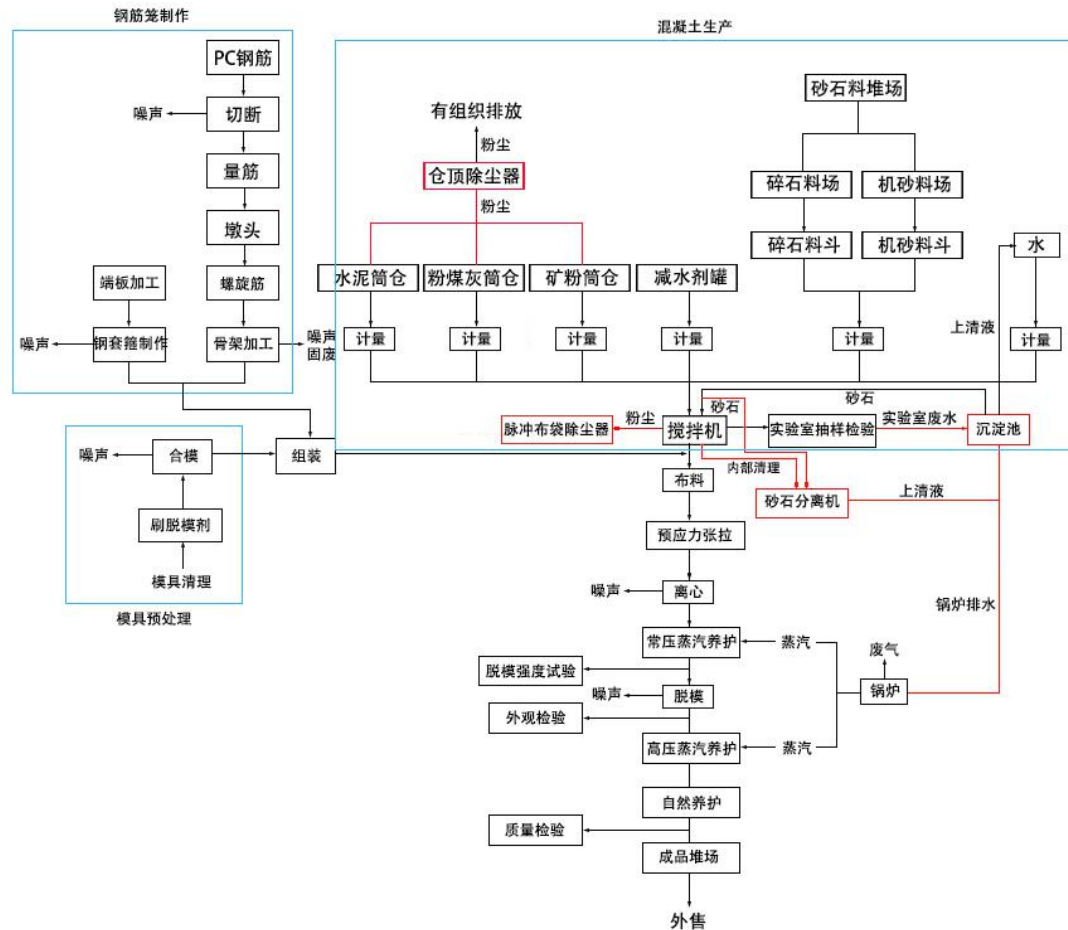 钢筋笼制作
混凝土生产
PC钢筋
噪声
切断
量筋
墩头
端板加工
螺旋筋
噪声
钢套箍制作
骨架加工
噪声
固废
有组织排放
粉尘
仓顶除尘器
粉尘
砂石料堆场
碎石料场
机砂料场
碎石料斗
机砂料斗
水
水泥筒仓
粉煤灰筒仓
矿粉筒仓
减水剂罐
上清液
计量
计量
计量
计量
计量
计量
砂石
砂石
脉冲布袋除尘器
粉尘
搅拌机
实验室抽样检验
实验室废水
沉淀池
噪声
合模
组装
内部清理
布料
砂石分离机
上清液
刷脱模剂
预应力张拉
模具清理
模具预处理
噪声
离心
锅炉排水
常压蒸汽养护
蒸汽
废气
脱模强度试验
噪声
脱模
锅炉
外观检验
高压蒸汽养护
蒸汽
自然养护
质量检验
成品堆场
外售